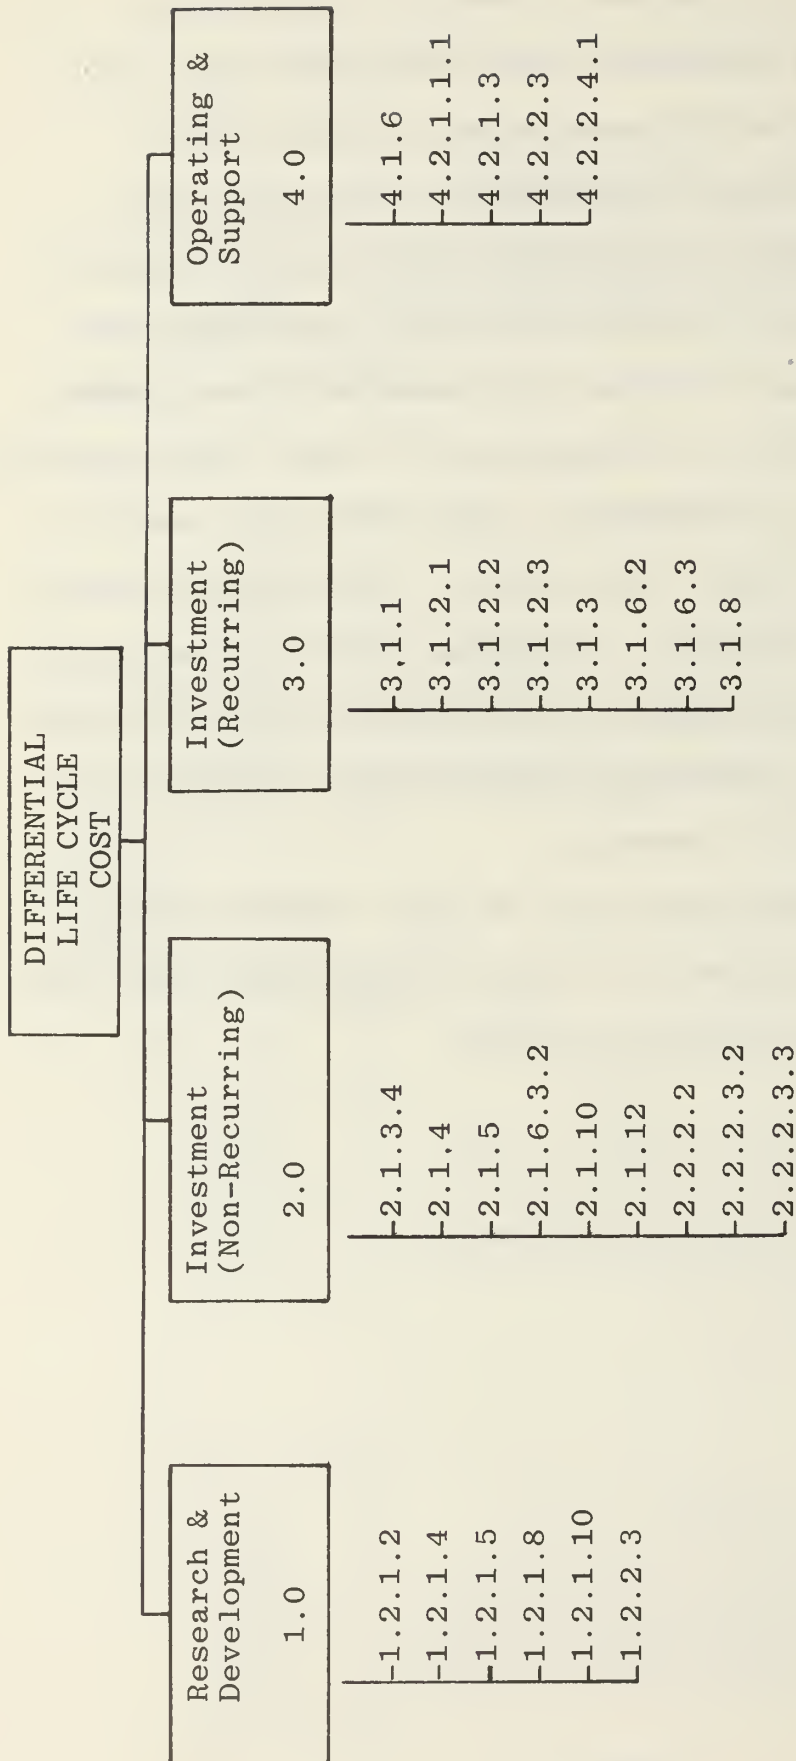 DIFFERENTIAL
LIFE CYCLE
COST
Research &
Development
1.0
1.2.1.2
1.2.1.4
1.2.1.5
1.2.1.8
1.2.1.10
1.2.2.3
Investment
(Non-Recurring)
2.0
2.1.3.4
2.1.4
2.1.5
2.1.6.3.2
2.1.10
2.1.12
2.2.2.2
2.2.2.3.2
2.2.2.3.3
Investment
(Recurring)
3.0
3,1.1
3.1.2.1
3.1.2.2
3.1.2.3
3.1.3
3.1.6.2
3.1.6.3
3.1.8
Operating &
Support
4.0
4.1.6
4.2.1.1.1
4.2.1.3
4.2.2.3
4.2.2.4.1